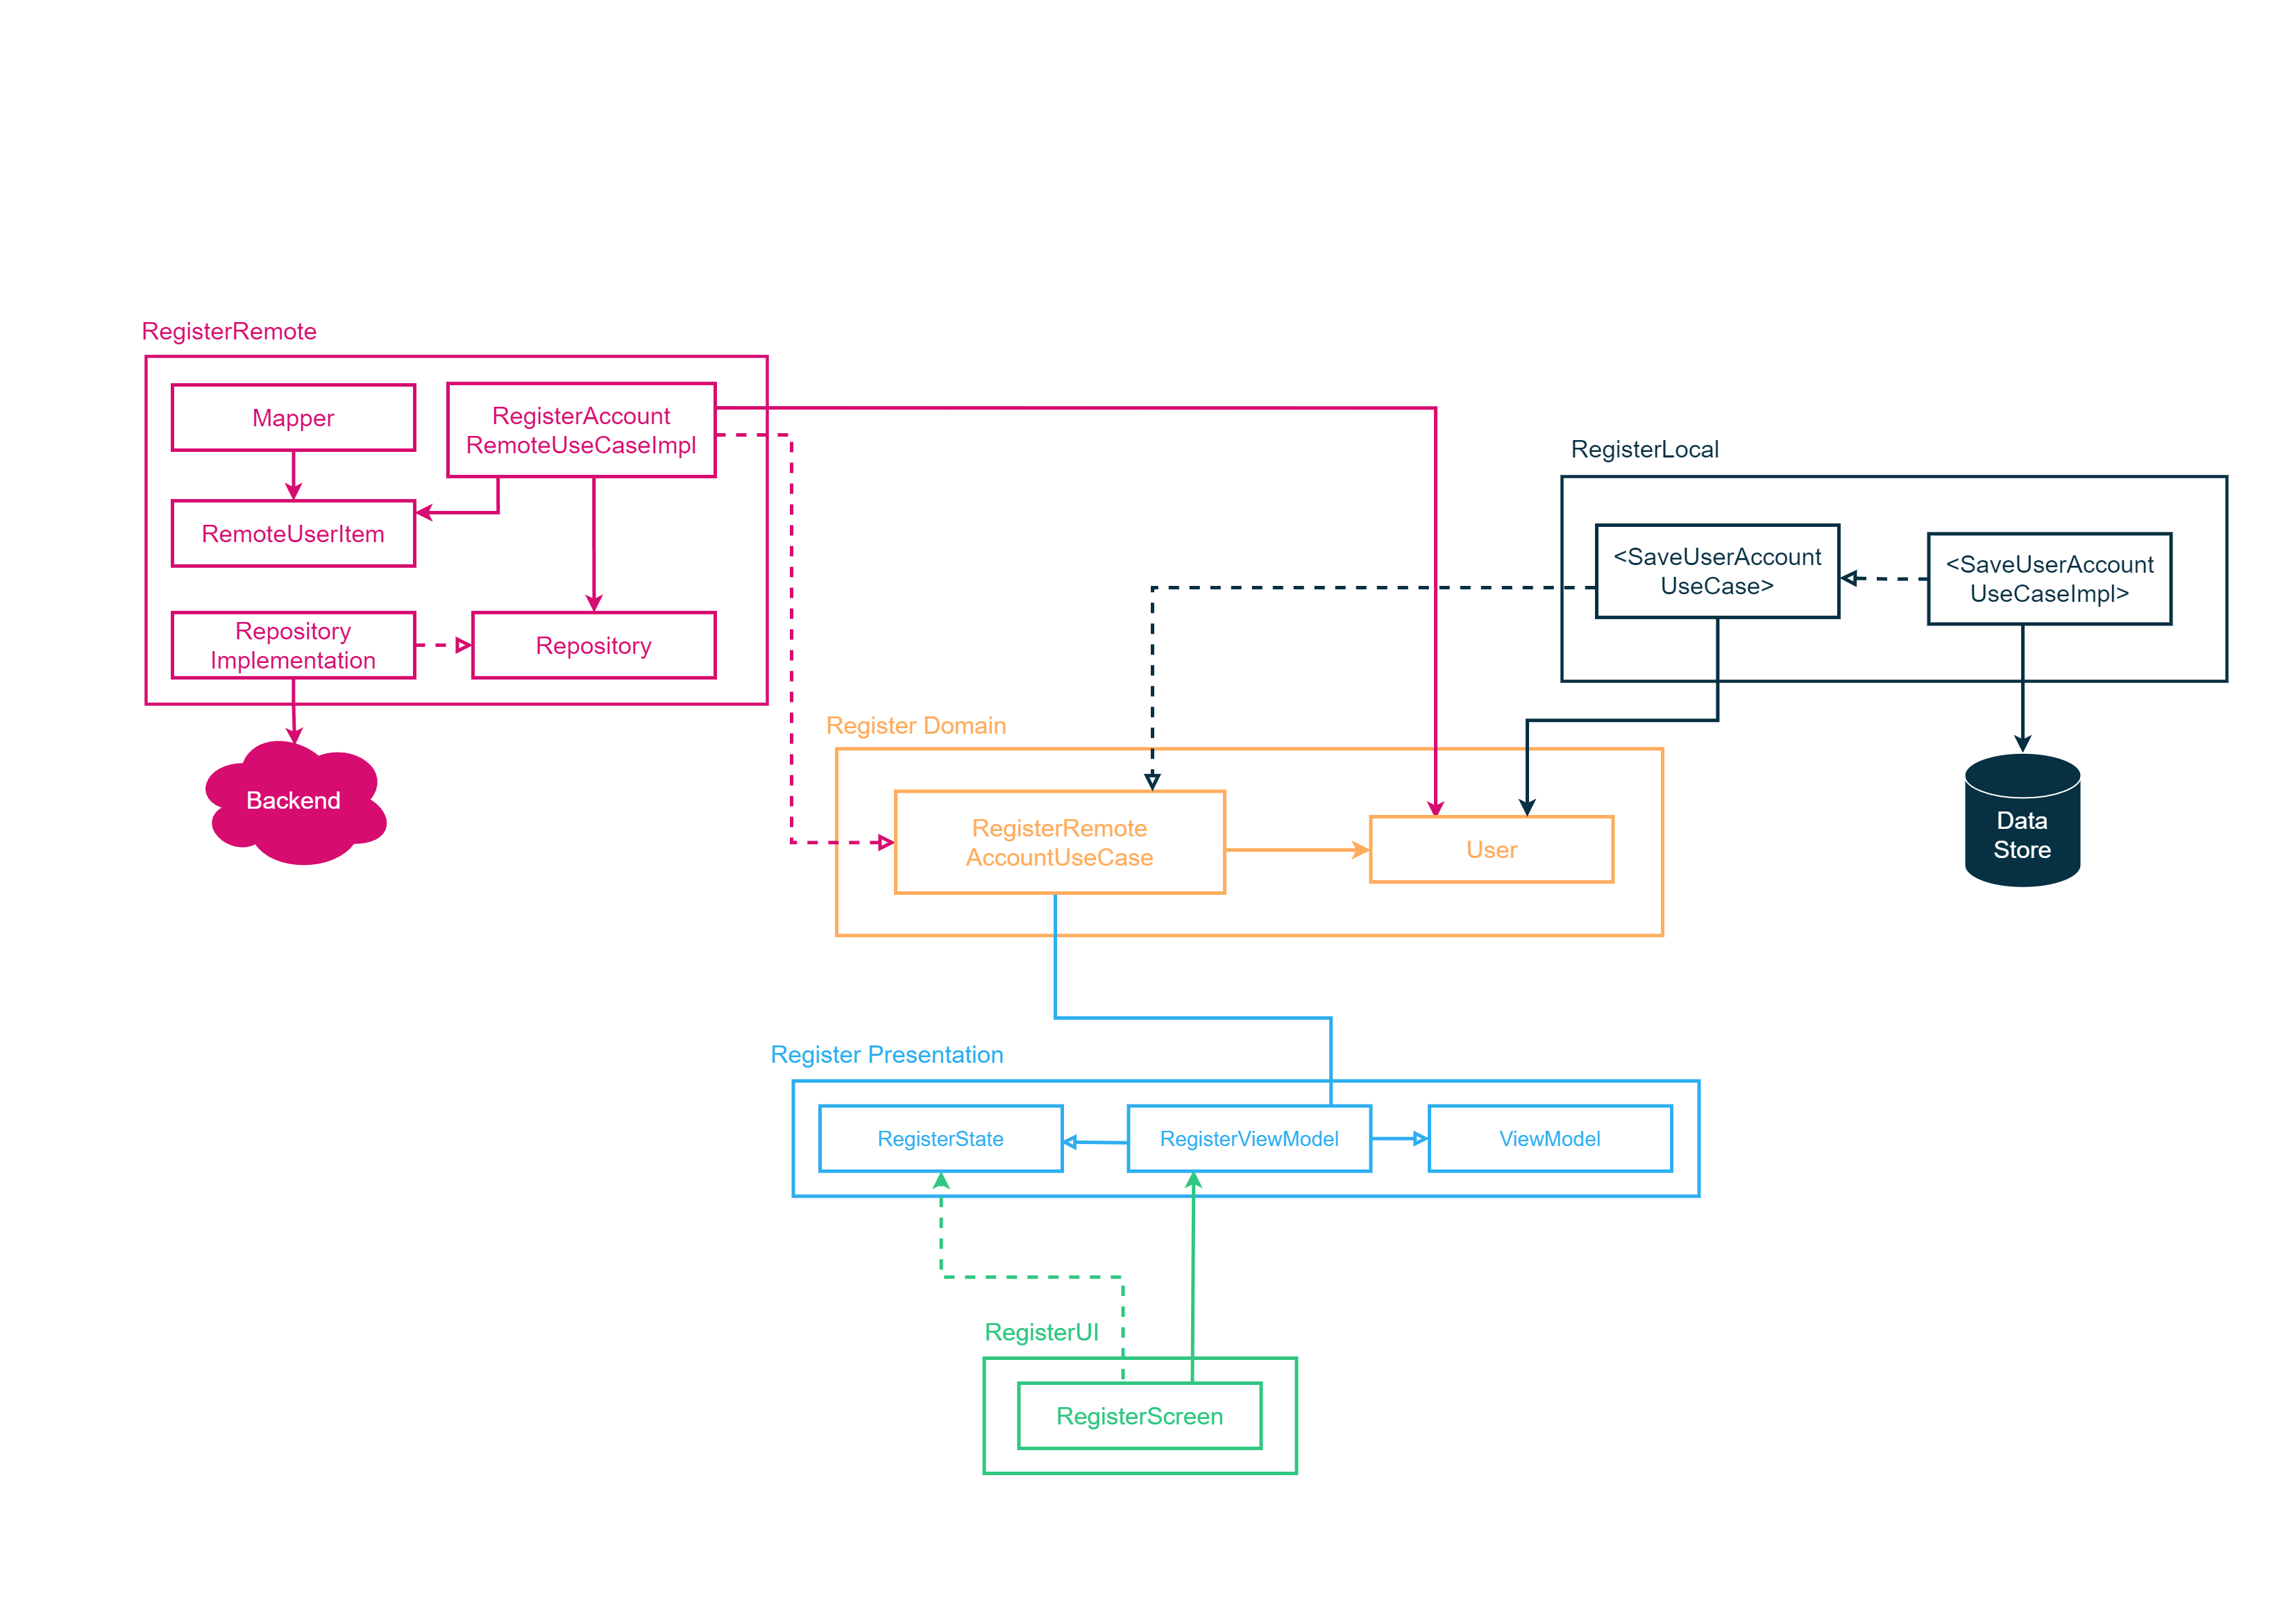 RegisterRemote
Mapper
RegisterAccount
RemoteUseCaseImpl
RemoteUserItem
Repository
Implementation
Repository
Backend
RegisterLocal
<SaveUserAccount
UseCase>
<SaveUserAccount
UseCaseImpl>
Data
Store
Register Domain
RegisterRemote
AccountUseCase
User
Register Presentation
RegisterState
RegisterViewModel
ViewModel
RegisterUI
RegisterScreen